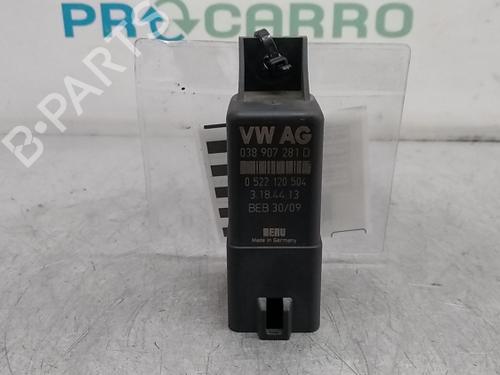 PRO CARRO
B-PARTS
VW AG
038 907 281 D
0 522 120 504
3.18.44 13
BEB 30/09
BERU
Made in Germany